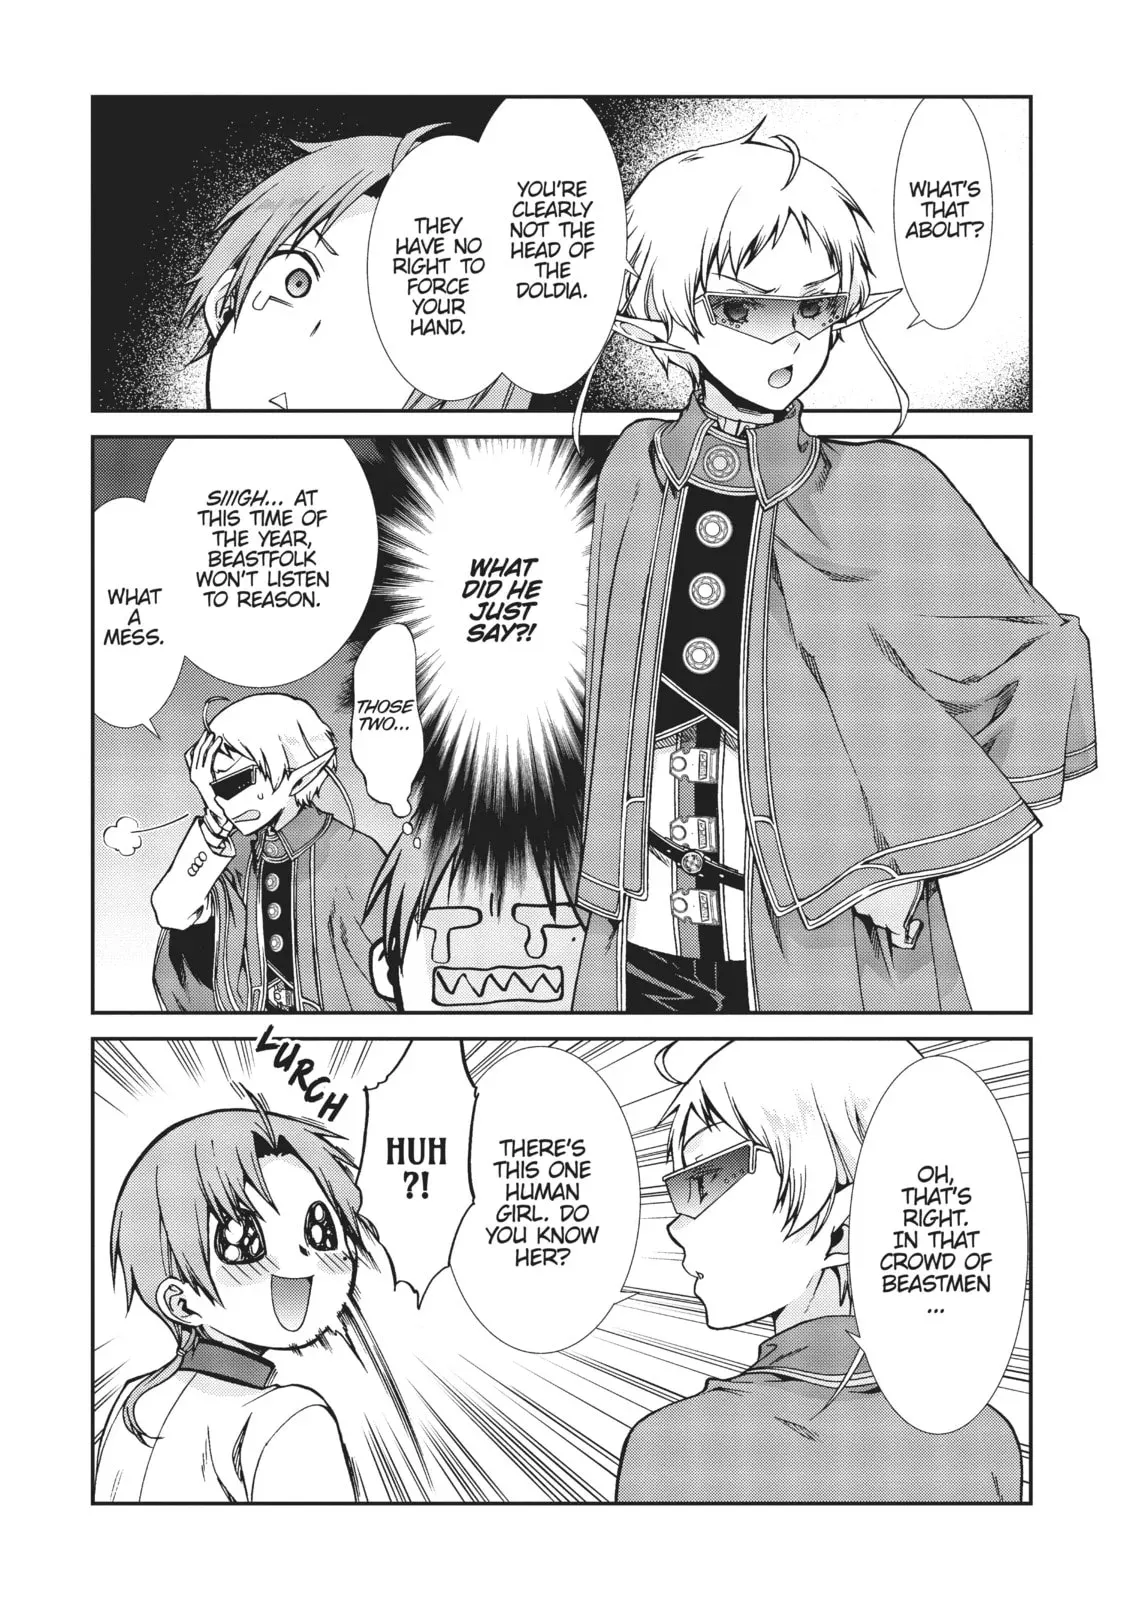 WHAT'S
THAT
ABOUT?
YOU'RE
CLEARLY
NOT THE
HEAD OF
THE
DOLDIA.
THEY
HAVE NO
RIGHT TO
FORCE
YOUR
HAND.
WHAT
DID HE
JUST
SAY?!
THOSE
TWO...
SIIIGH... AT
THIS TIME OF
THE YEAR,
BEASTFOLK
WON'T LISTEN
TO REASON.
WHAT
A
MESS.
OH,
THAT'S
RIGHT.
IN THAT
CROWD OF
BEASTMEN
...
THERE'S
THIS ONE
HUMAN
GIRL. DO
YOU KNOW
HER?
HUH
?!
LURCH